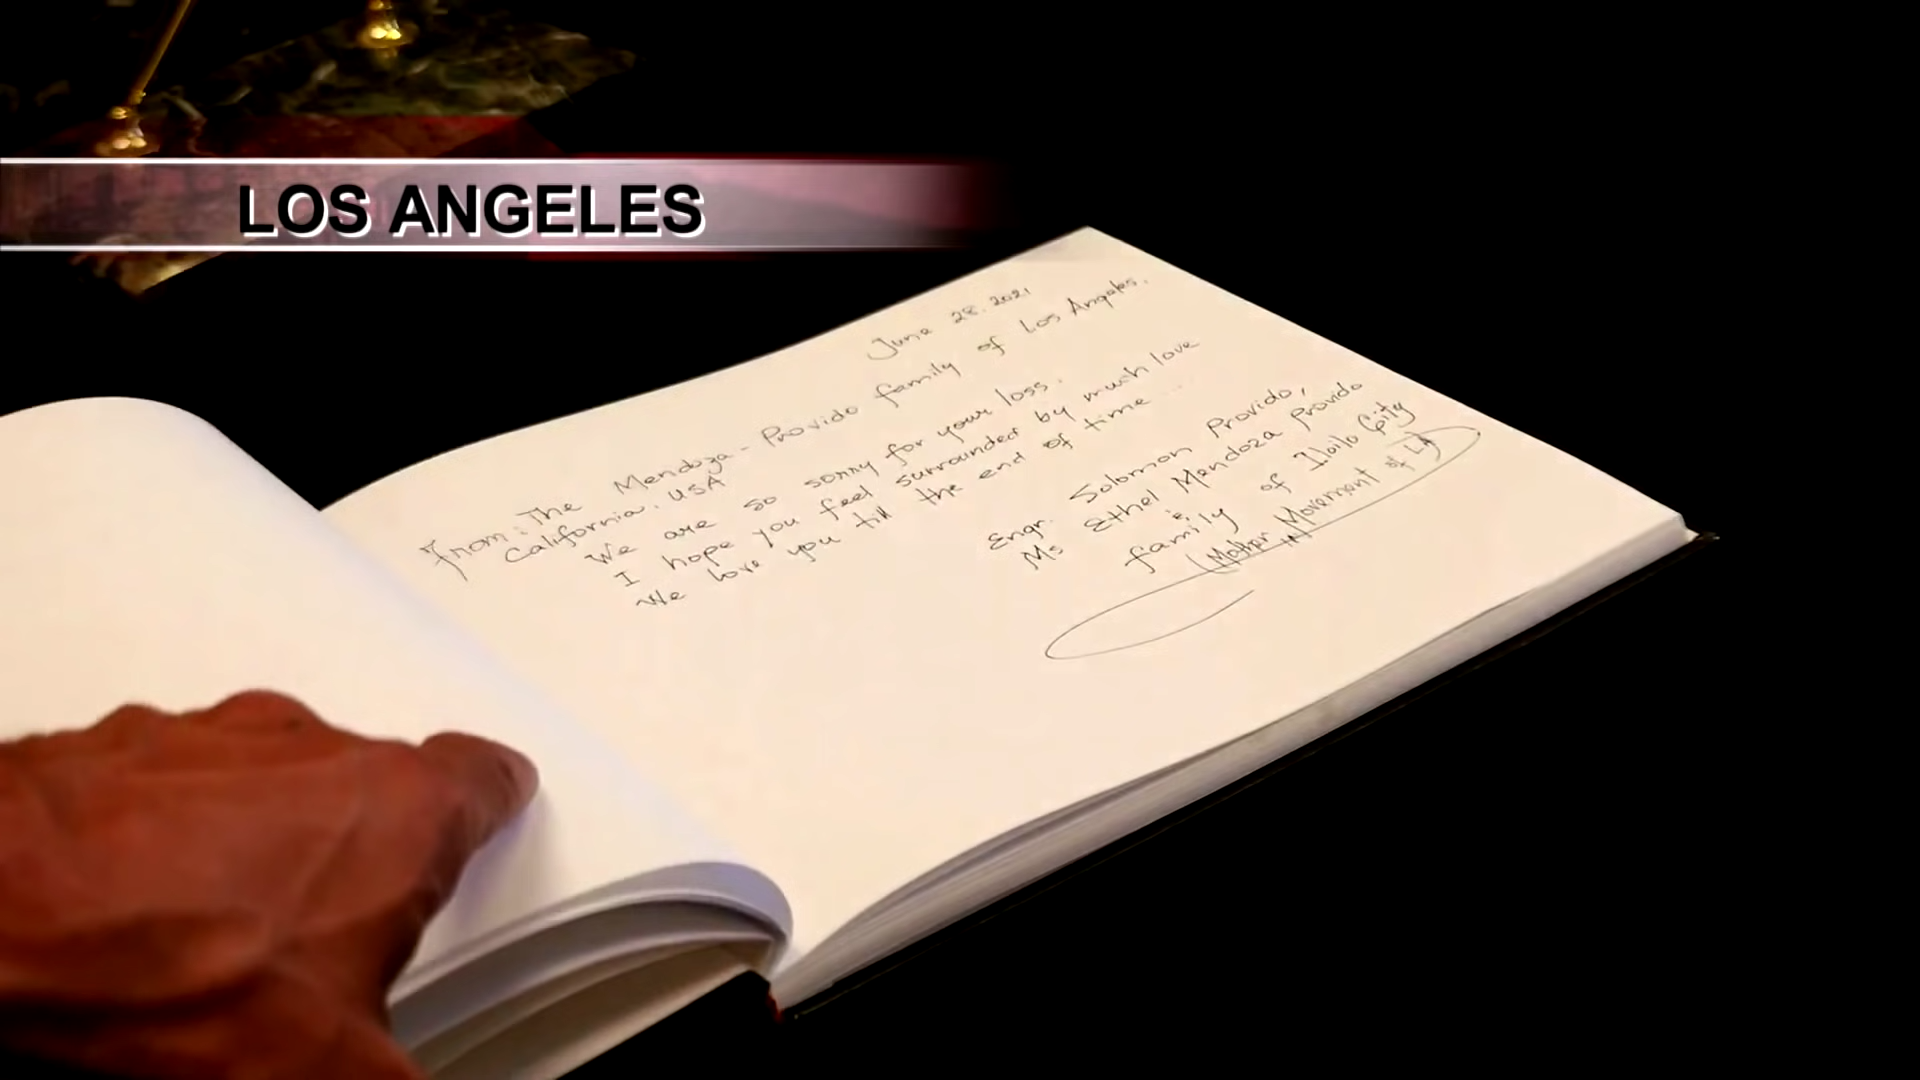 LOS ANGELES
June 28, 2021
From: The Mendoza - Provido family of Los Angeles,
California, USA
We are so sorry for your loss.
I hope you feel surrounded by much love
We love you till the end of time ...
Engr. Solomon Provido,
Ms Ethel Mendoza Provido
&
family of Iloilo City
(Mother Movement of LA)